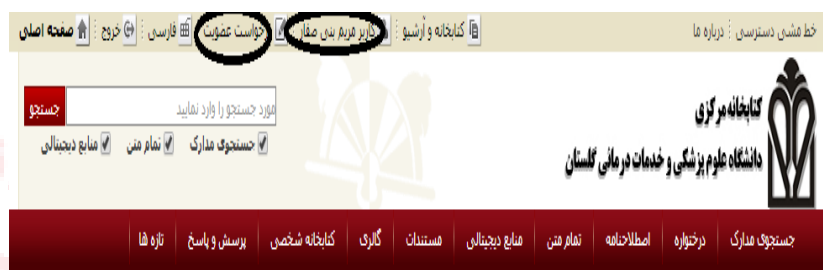 خط مشی دسترسی درباره ما
کتابخانه و آرشیو کاربر مریم بنی صفار خواست عضویت فارسی خروج صفحه اصلی
کتابخانه مرکزی
دانشگاه علوم پزشکی و خدمات درمانی گلستان
مورد جستجو را وارد نمایید جستجو
جستجوی مدارک تمام متن منابع دیجیتالی
جستجوی مدارک درختواره اصطلاحنامه تمام متن منابع دیجیتالی مستندات گالری کتابخانه شخصی پرسش و پاسخ تازه ها